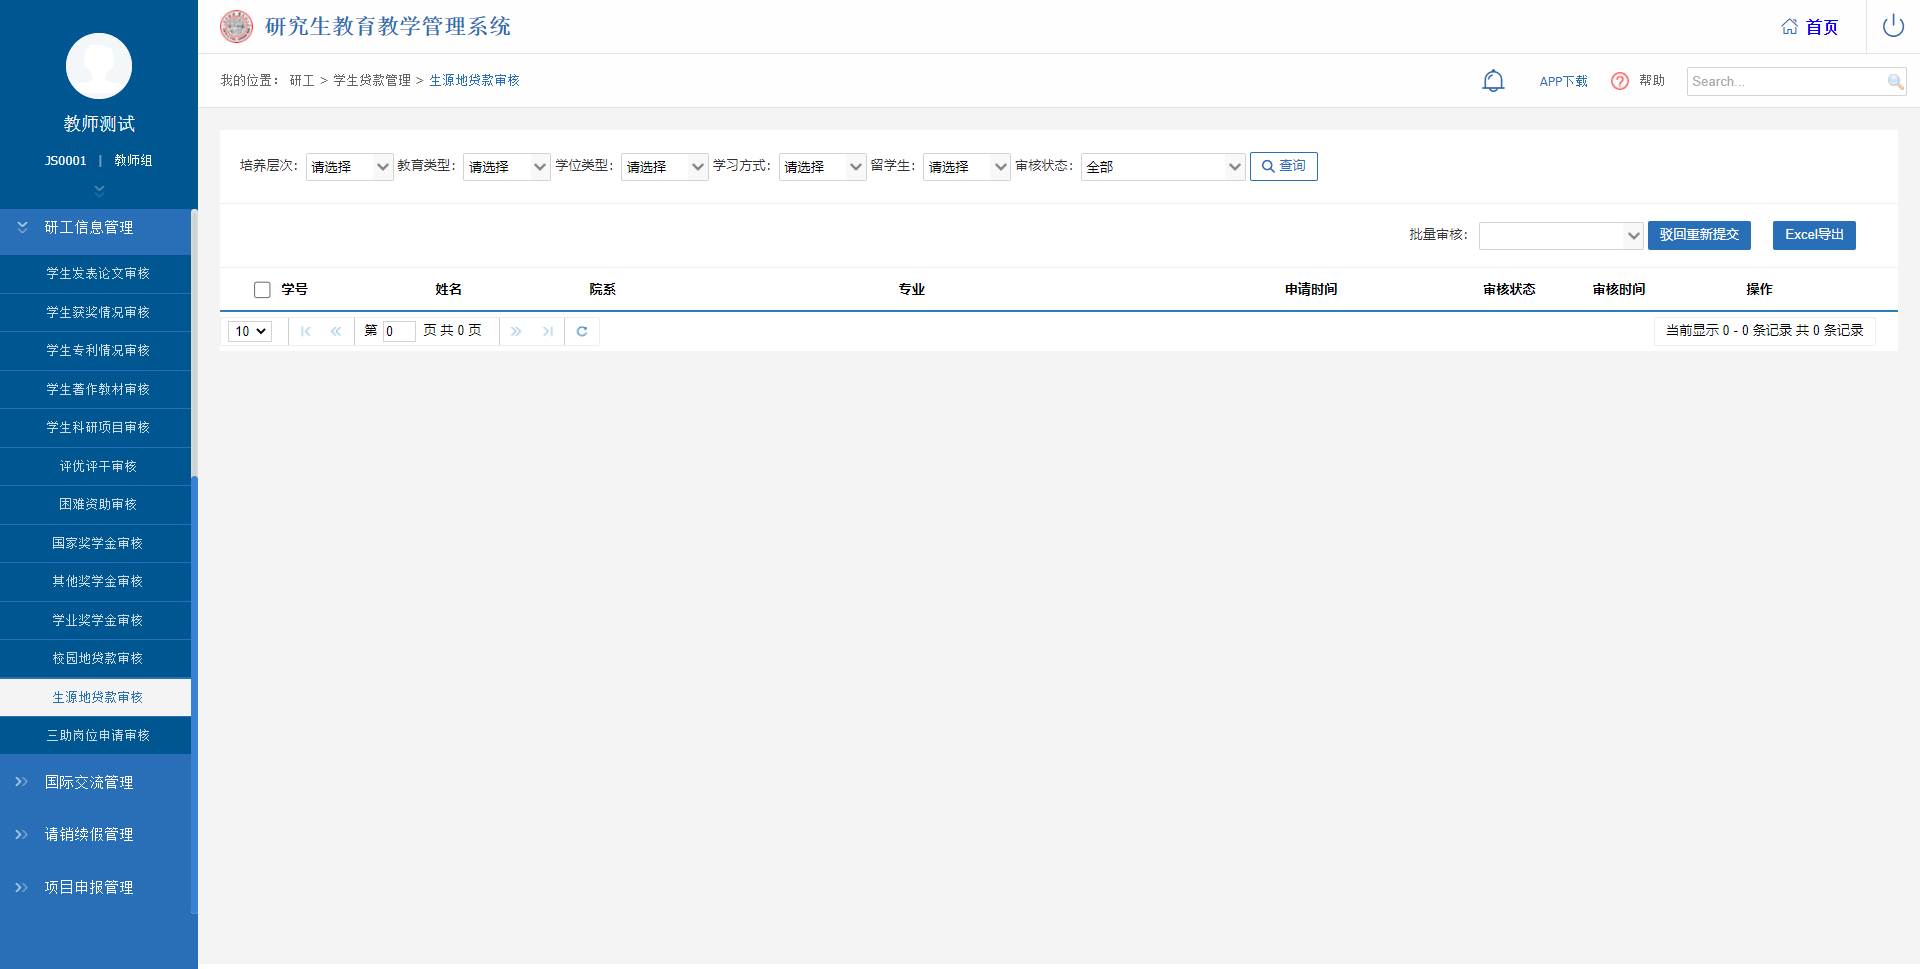 研究生教育教学管理系统
首页
我的位置： 研工 > 学生贷款管理 > 生源地贷款审核
APP下载
帮助
Search...
教师测试
JS0001 | 教师组
研工信息管理
学生发表论文审核
学生获奖情况审核
学生专利情况审核
学生著作教材审核
学生科研项目审核
评优评干审核
困难资助审核
国家奖学金审核
其他奖学金审核
学业奖学金审核
校园地贷款审核
生源地贷款审核
三助岗位申请审核
国际交流管理
请销续假管理
项目申报管理
培养层次： 请选择 教育类型： 请选择 学位类型： 请选择 学习方式： 请选择 留学生： 请选择 审核状态： 全部 查询
批量审核： 驳回重新提交 Excel导出
学号 姓名 院系 专业 申请时间 审核状态 审核时间 操作
10 第 0 页 共 0 页 当前显示 0 - 0 条记录 共 0 条记录